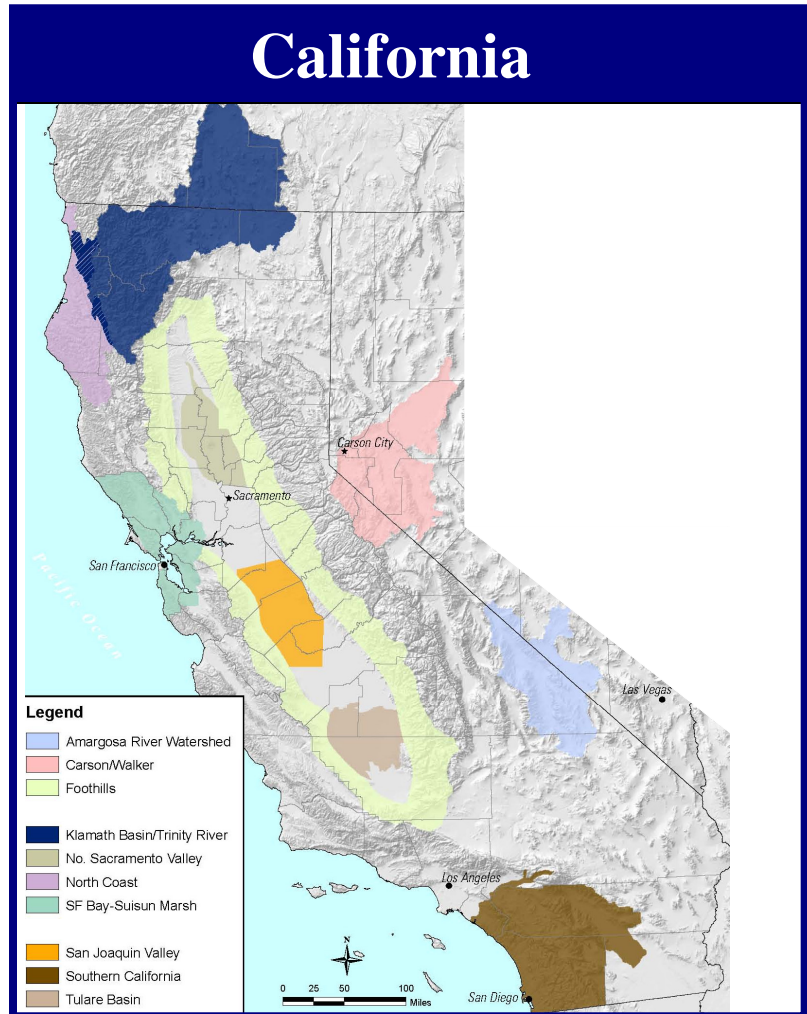 California
Carson City
Sacramento
San Francisco
Pacific Ocean
Las Vegas
Legend
Amargosa River Watershed
Carson/Walker
Foothills
Klamath Basin/Trinity River
No. Sacramento Valley
North Coast
SF Bay-Suisun Marsh
San Joaquin Valley
Southern California
Tulare Basin
Los Angeles
N
0 25 50 100
Miles
San Diego